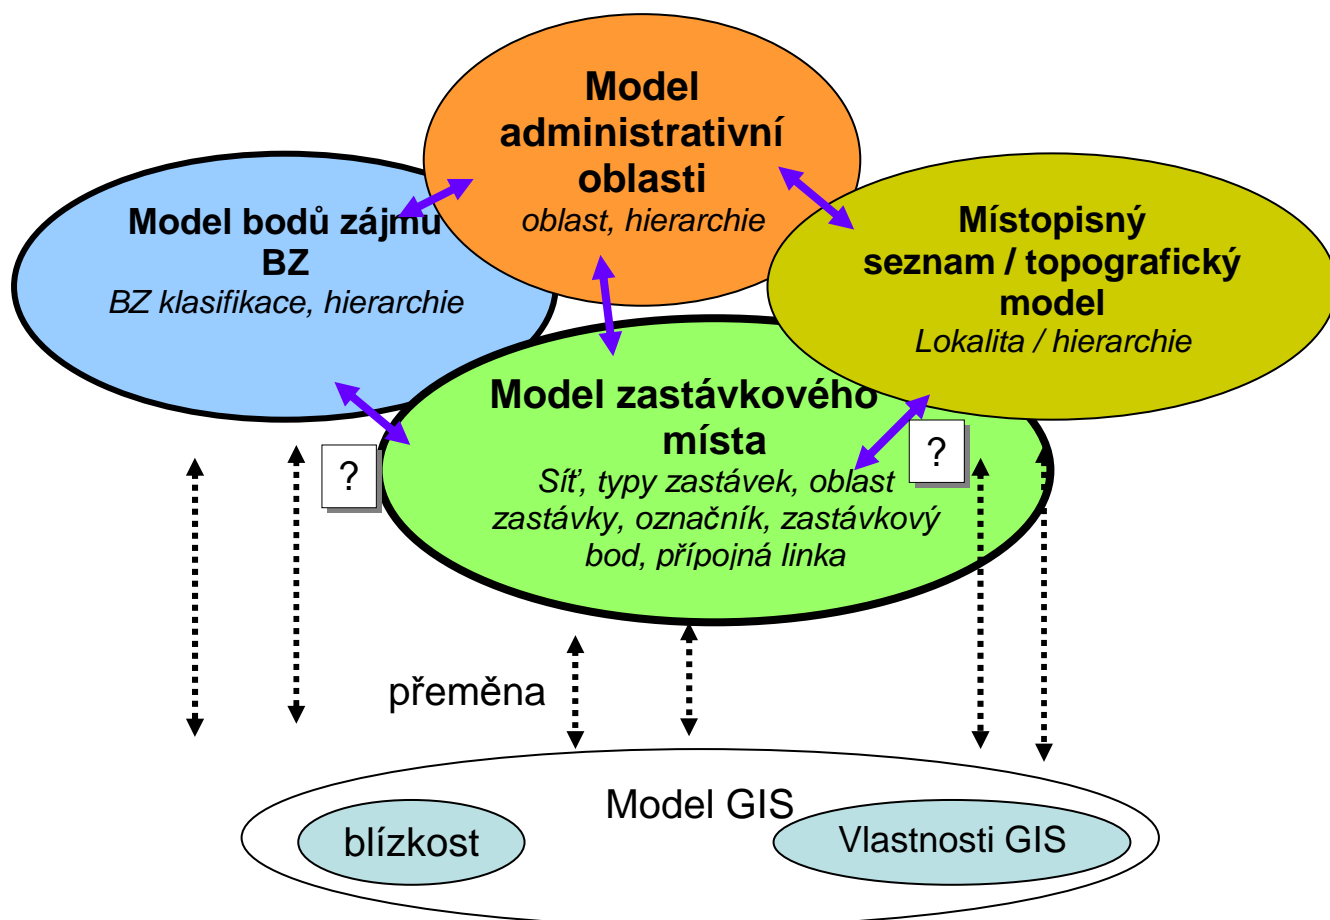 Model
administrativní
oblasti
oblast, hierarchie
Model bodů zájmu
BZ
BZ klasifikace, hierarchie
Místopisný
seznam / topografický
model
Lokalita / hierarchie
Model zastávkového
místa
Síť, typy zastávek, oblast
zastávky, označník, zastávkový
bod, přípojná linka
?
?
přeměna
Model GIS
blízkost
Vlastnosti GIS